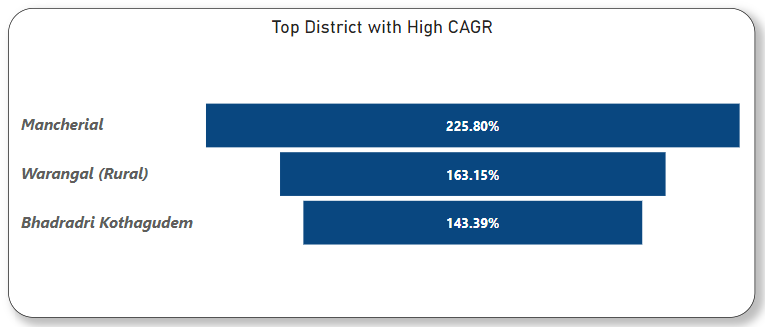 Top District with High CAGR
Mancherial 225.80%
Warangal (Rural) 163.15%
Bhadradri Kothagudem 143.39%